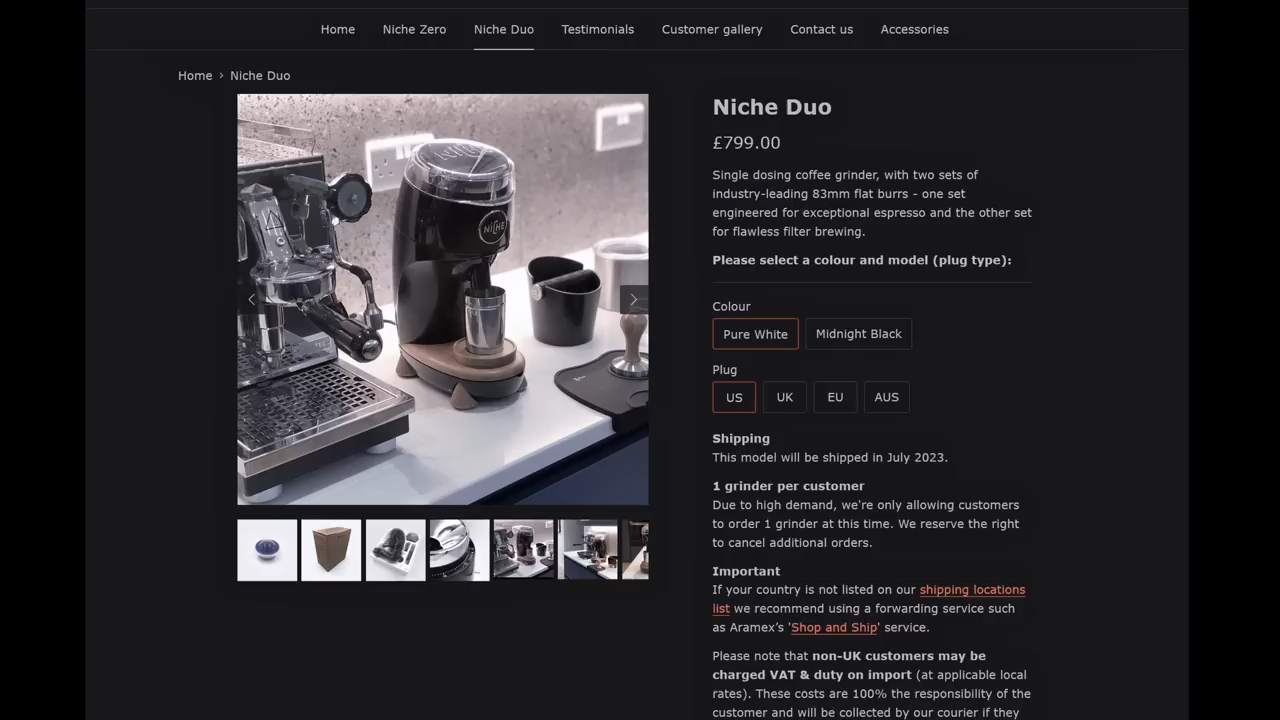 Home Niche Zero Niche Duo Testimonials Customer gallery Contact us Accessories
Home › Niche Duo
NICHE
Niche Duo
£799.00
Single dosing coffee grinder, with two sets of
industry-leading 83mm flat burrs - one set
engineered for exceptional espresso and the other set
for flawless filter brewing.
Please select a colour and model (plug type):
Colour
Pure White Midnight Black
Plug
US UK EU AUS
Shipping
This model will be shipped in July 2023.
1 grinder per customer
Due to high demand, we're only allowing customers
to order 1 grinder at this time. We reserve the right
to cancel additional orders.
Important
If your country is not listed on our shipping locations
list we recommend using a forwarding service such
as Aramex’s 'Shop and Ship' service.
Please note that non-UK customers may be
charged VAT & duty on import (at applicable local
rates). These costs are 100% the responsibility of the
customer and will be collected by our courier if they